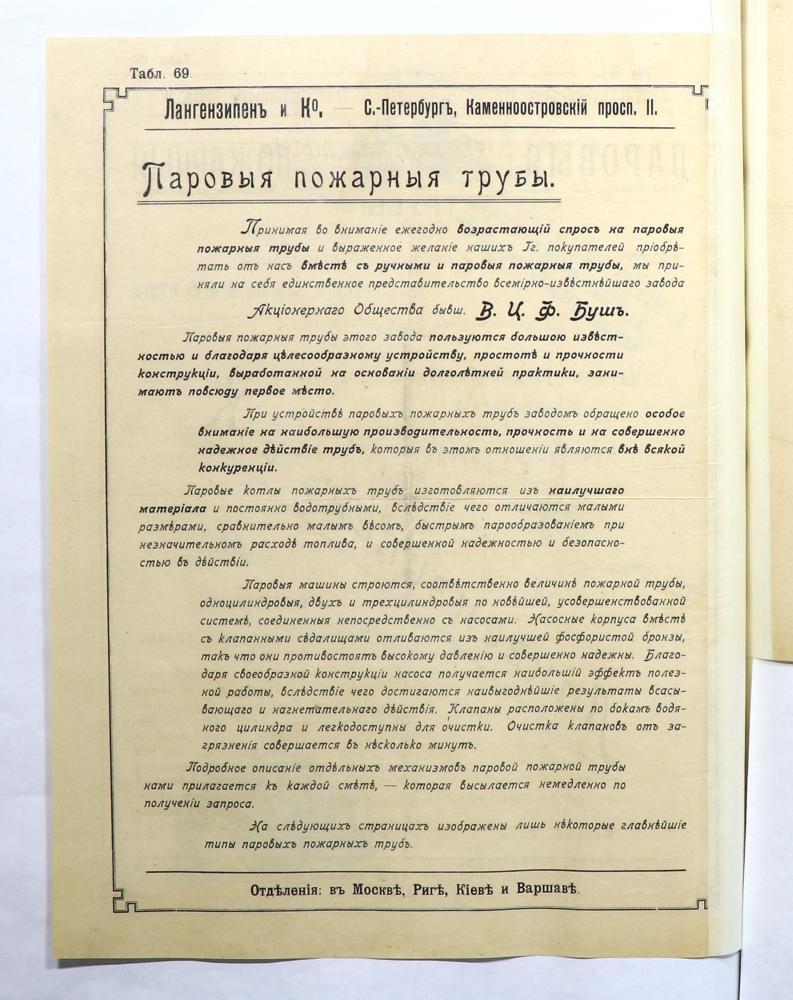 Табл. 69
Лангензипенъ и Ко. — С.-Петербургъ, Каменноостровскій просп. 11.
Паровыя пожарныя трубы.
Принимая во вниманіе ежегодно возрастающій спросъ на паровыя
пожарныя трубы и выраженное желаніе нашихъ Гг. покупателей пріобрѣ-
тать отъ насъ вмѣстѣ съ ручными и паровыя пожарныя трубы, мы при-
няли на себя единственное представительство всемірно-извѣстнѣйшаго завода
Акціонернаго Общества бывш. В. Ц. Ф. Бушъ.
Паровыя пожарныя трубы этого завода пользуются большою извѣст-
ностью и благодаря цѣлесообразному устройству, простотѣ и прочности
конструкціи, выработанной на основаніи долголѣтней практики, зани-
маютъ повсюду первое мѣсто.
При устройствѣ паровыхъ пожарныхъ трубъ заводомъ обращено особое
вниманіе на наибольшую производительность, прочность и на совершенно
надежное дѣйствіе трубъ, которыя въ этомъ отношеніи являются внѣ всякой
конкуренціи.
Паровые котлы пожарныхъ трубъ изготовляются изъ наилучшаго
матеріала и постоянно водотрубными, вслѣдствіе чего отличаются малыми
размѣрами, сравнительно малымъ вѣсомъ, быстрымъ парообразованіемъ при
незначительномъ расходѣ топлива, и совершенной надежностью и безопасно-
стью въ дѣйствіи.
Паровыя машины строются, соотвѣтственно величинѣ пожарной трубы,
одноцилиндровыя, двухъ и трехцилиндровыя по новѣйшей, усовершенствованной
системѣ, соединенныя непосредственно съ насосами. Насосные корпуса вмѣстѣ
съ клапанными сѣдалищами отливаются изъ наилучшей фосфористой бронзы,
такъ что они противостоятъ высокому давленію и совершенно надежны. Благо-
даря своеобразной конструкціи насоса получается наибольшій эффектъ полез-
ной работы, вслѣдствіе чего достигаются наивыгоднѣйшіе результаты всасы-
вающаго и нагнетательнаго дѣйствія. Клапаны расположены по бокамъ водя-
ного цилиндра и легкодоступны для очистки. Очистка клапановъ отъ за-
грязненія совершается въ нѣсколько минутъ.
Подробное описаніе отдѣльныхъ механизмовъ паровой пожарной трубы
нами прилагается къ каждой смѣтѣ, — которая высылается немедленно по
полученіи запроса.
На слѣдующихъ страницахъ изображены лишь нѣкоторые главнѣйшіе
типы паровыхъ пожарныхъ трубъ.
Отдѣленія: въ Москвѣ, Ригѣ, Кіевѣ и Варшавѣ.